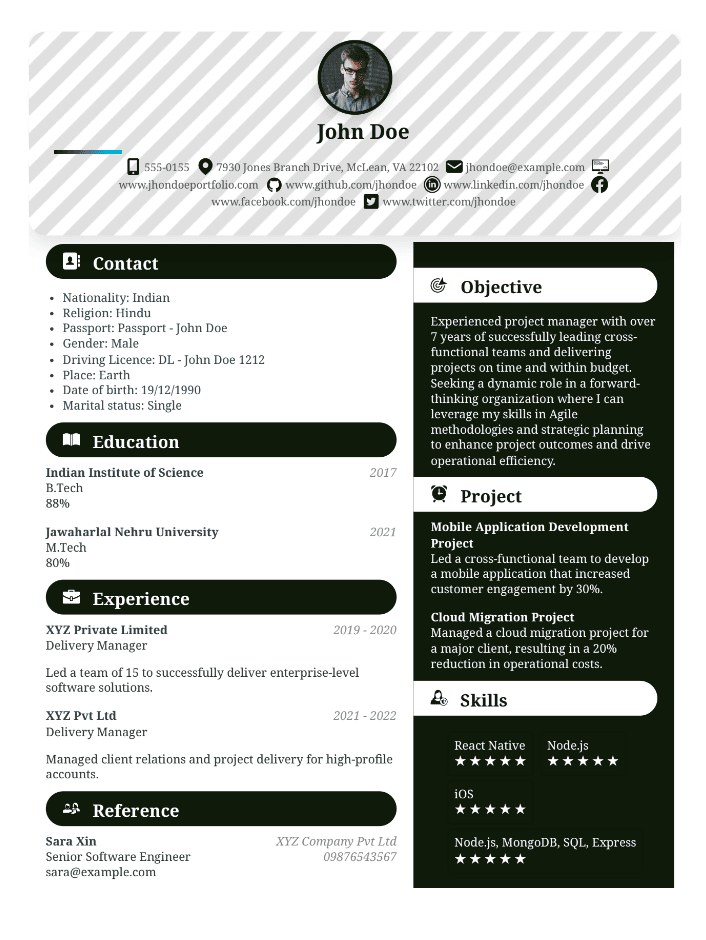 John Doe
555-0155 7930 Jones Branch Drive, McLean, VA 22102 jhondoe@example.com
www.jhondoeportfolio.com www.github.com/jhondoe www.linkedin.com/jhondoe
www.facebook.com/jhondoe www.twitter.com/jhondoe
Contact
• Nationality: Indian
• Religion: Hindu
• Passport: Passport - John Doe
• Gender: Male
• Driving Licence: DL - John Doe 1212
• Place: Earth
• Date of birth: 19/12/1990
• Marital status: Single
Education
Indian Institute of Science 2017
B.Tech
88%
Jawaharlal Nehru University 2021
M.Tech
80%
Experience
XYZ Private Limited 2019 - 2020
Delivery Manager
Led a team of 15 to successfully deliver enterprise-level
software solutions.
XYZ Pvt Ltd 2021 - 2022
Delivery Manager
Managed client relations and project delivery for high-profile
accounts.
Reference
Sara Xin XYZ Company Pvt Ltd
Senior Software Engineer 09876543567
sara@example.com
Objective
Experienced project manager with over
7 years of successfully leading cross-
functional teams and delivering
projects on time and within budget.
Seeking a dynamic role in a forward-
thinking organization where I can
leverage my skills in Agile
methodologies and strategic planning
to enhance project outcomes and drive
operational efficiency.
Project
Mobile Application Development
Project
Led a cross-functional team to develop
a mobile application that increased
customer engagement by 30%.
Cloud Migration Project
Managed a cloud migration project for
a major client, resulting in a 20%
reduction in operational costs.
Skills
React Native Node.js
★★★★★ ★★★★★
iOS
★★★★★
Node.js, MongoDB, SQL, Express
★★★★★